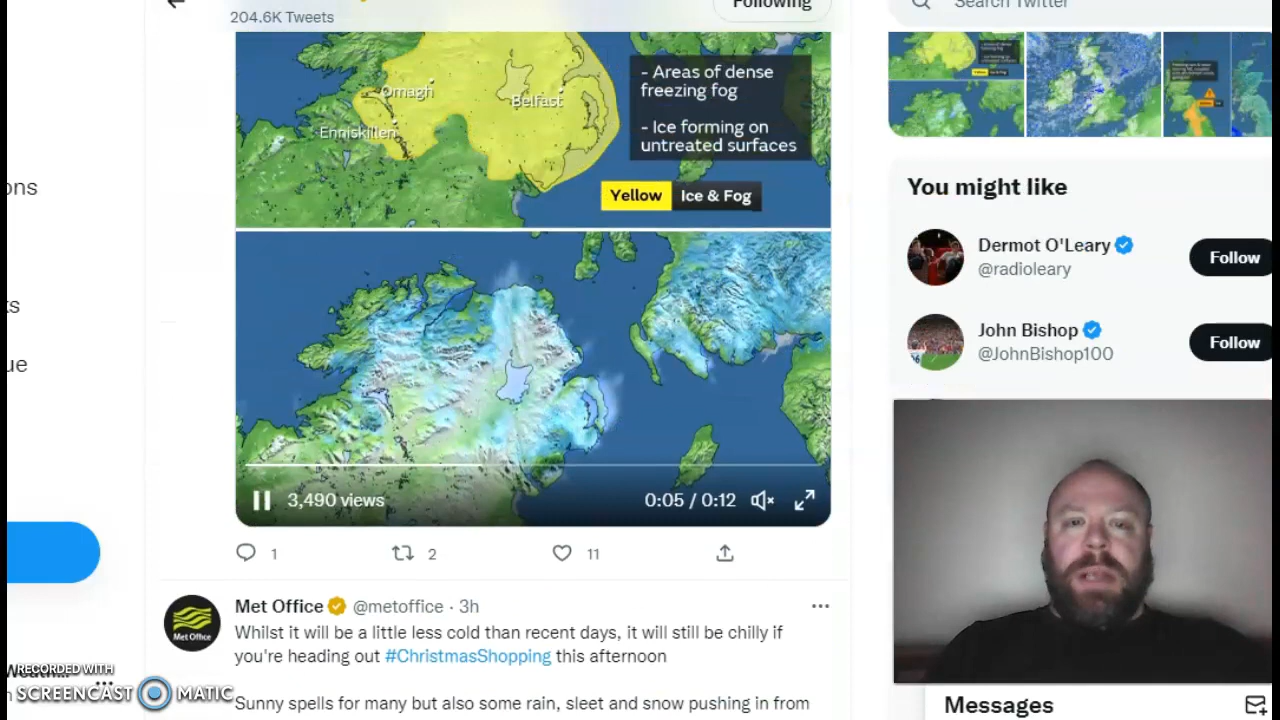 204.6K Tweets
Following
Search Twitter
Omagh
Belfast
Enniskillen
- Areas of dense
freezing fog
- Ice forming on
untreated surfaces
Yellow Ice & Fog
3,490 views
0:05 / 0:12
1
2
11
Met Office @metoffice · 3h
Met Office
Whilst it will be a little less cold than recent days, it will still be chilly if
you're heading out #ChristmasShopping this afternoon
Sunny spells for many but also some rain, sleet and snow pushing in from
ons
ks
ue
You might like
Dermot O'Leary
@radioleary
Follow
John Bishop
@JohnBishop100
Follow
Messages
RECORDED WITH
SCREENCAST MATIC